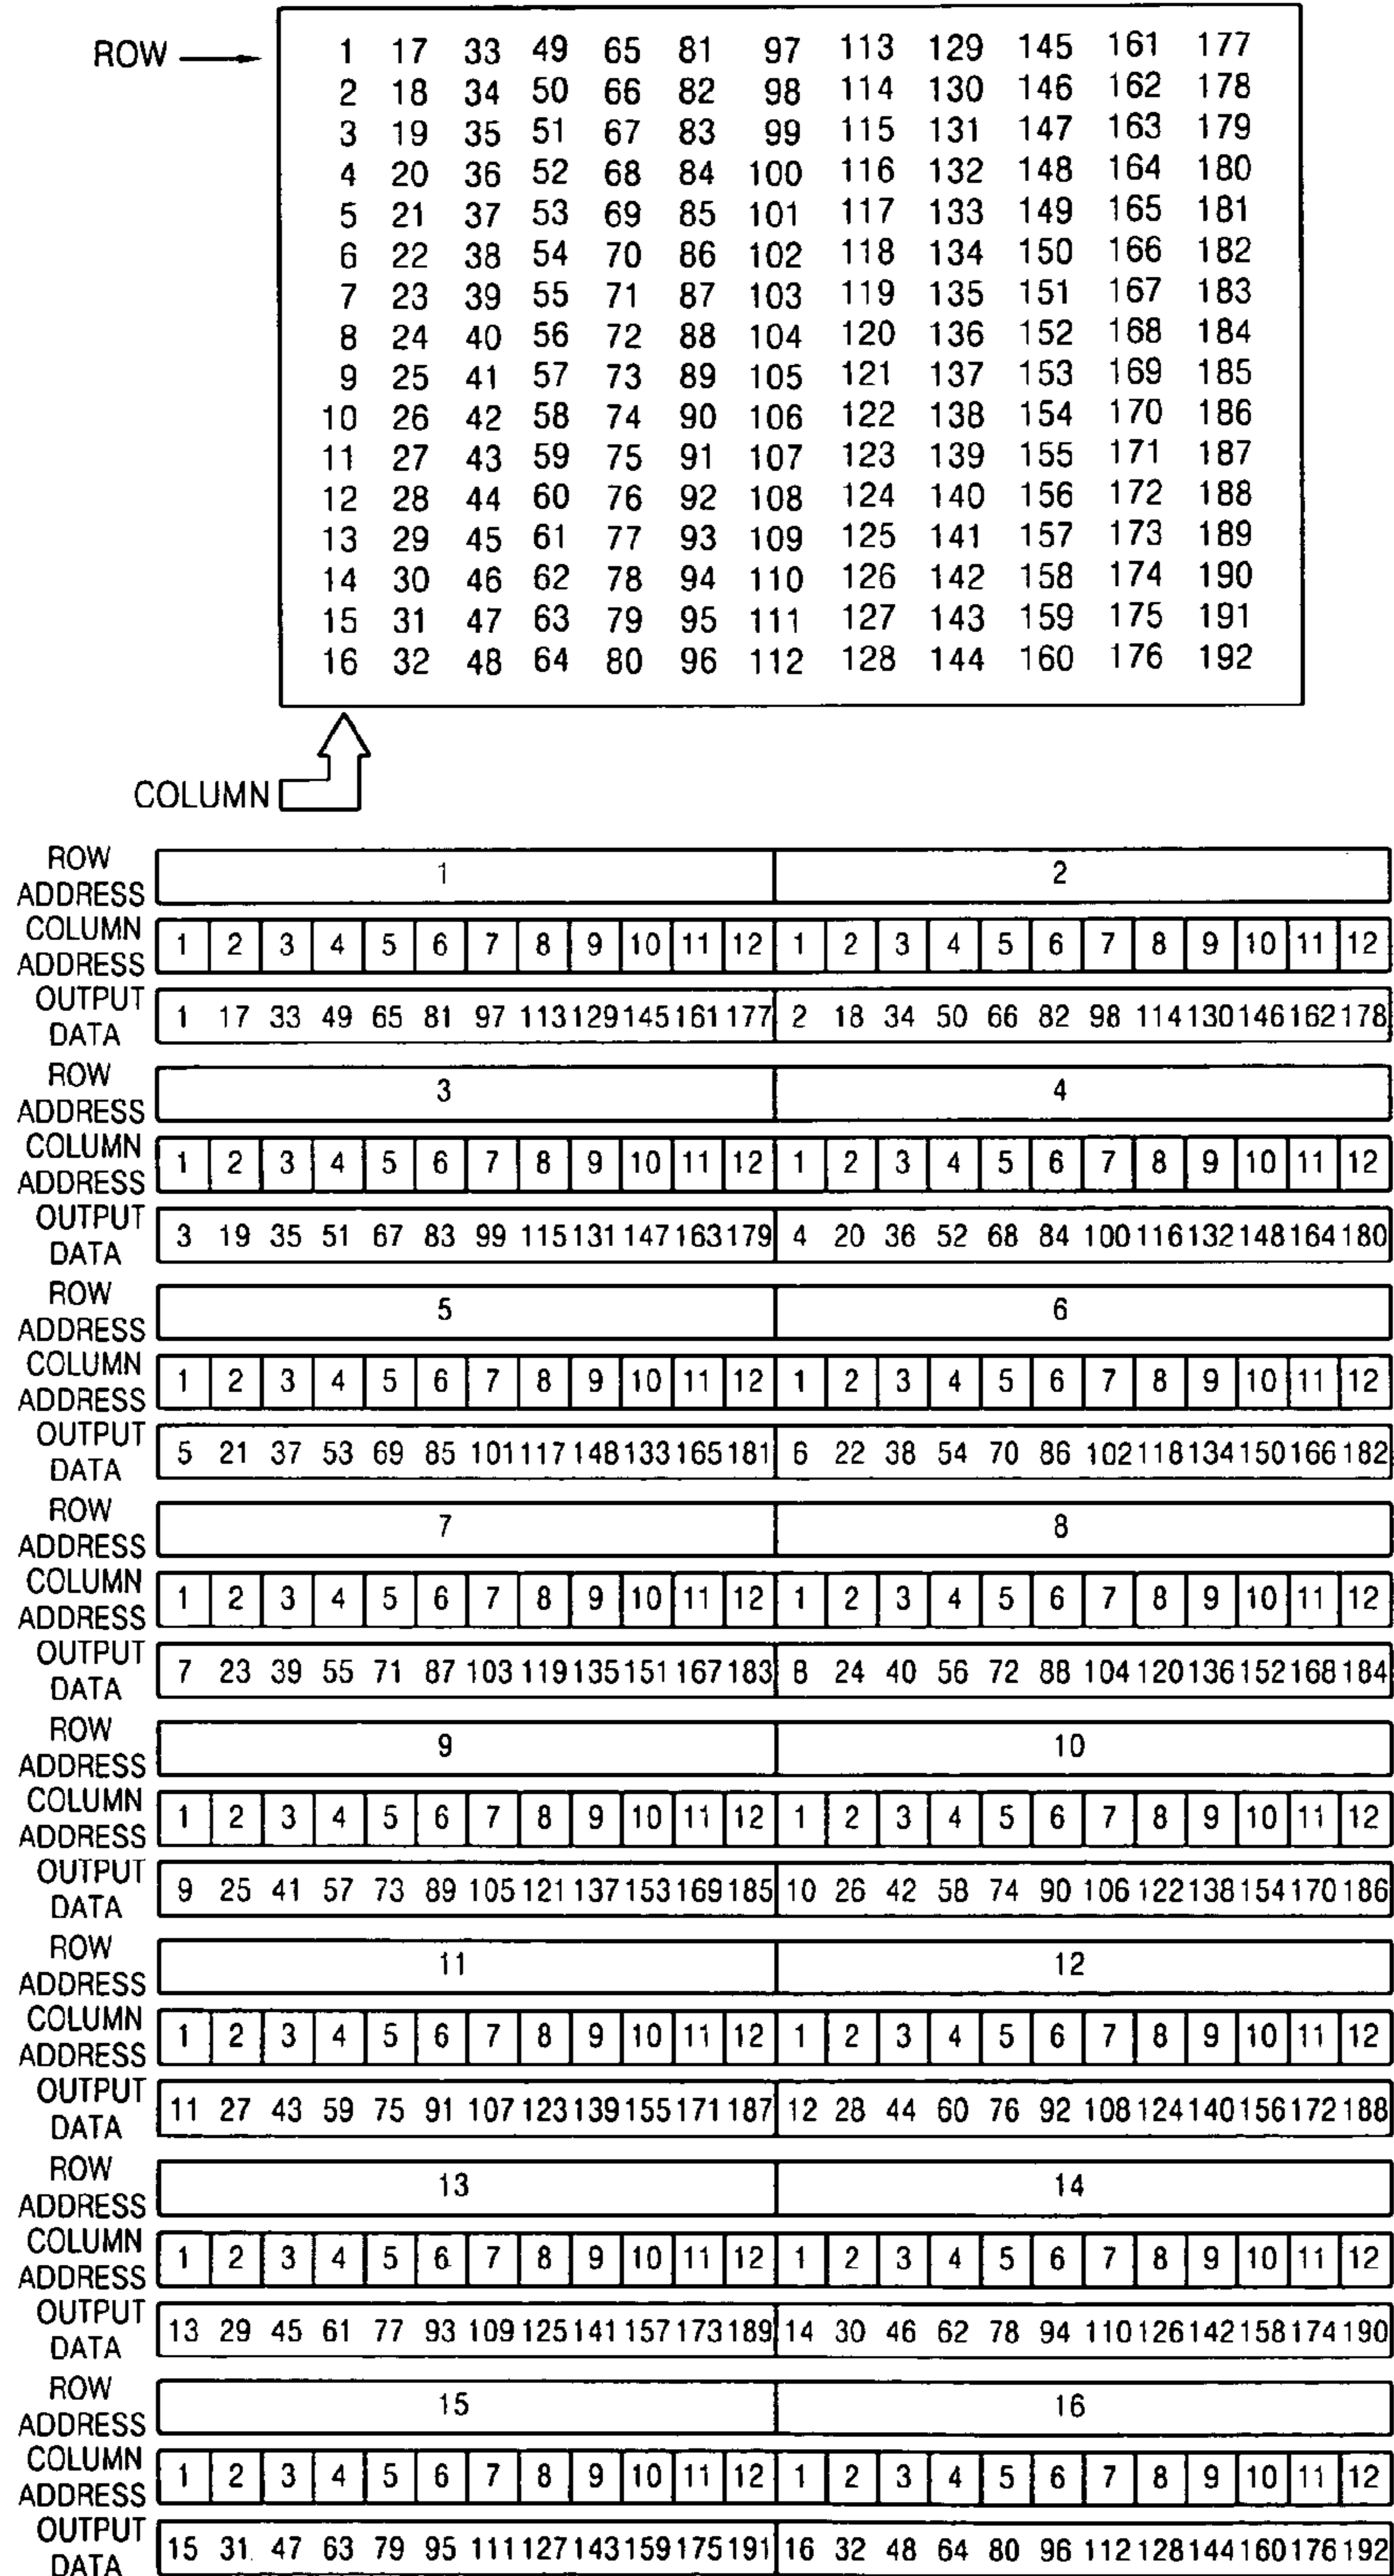 ROW 1 17 33 49 65 81 97 113 129 145 161 177
2 18 34 50 66 82 98 114 130 146 162 178
3 19 35 51 67 83 99 115 131 147 163 179
4 20 36 52 68 84 100 116 132 148 164 180
5 21 37 53 69 85 101 117 133 149 165 181
6 22 38 54 70 86 102 118 134 150 166 182
7 23 39 55 71 87 103 119 135 151 167 183
8 24 40 56 72 88 104 120 136 152 168 184
9 25 41 57 73 89 105 121 137 153 169 185
10 26 42 58 74 90 106 122 138 154 170 186
11 27 43 59 75 91 107 123 139 155 171 187
12 28 44 60 76 92 108 124 140 156 172 188
13 29 45 61 77 93 109 125 141 157 173 189
14 30 46 62 78 94 110 126 142 158 174 190
15 31 47 63 79 95 111 127 143 159 175 191
16 32 48 64 80 96 112 128 144 160 176 192
COLUMN
ROW ADDRESS 1 2
COLUMN ADDRESS 1 2 3 4 5 6 7 8 9 10 11 12 1 2 3 4 5 6 7 8 9 10 11 12
OUTPUT DATA 1 17 33 49 65 81 97 113 129 145 161 177 2 18 34 50 66 82 98 114 130 146 162 178
ROW ADDRESS 3 4
COLUMN ADDRESS 1 2 3 4 5 6 7 8 9 10 11 12 1 2 3 4 5 6 7 8 9 10 11 12
OUTPUT DATA 3 19 35 51 67 83 99 115 131 147 163 179 4 20 36 52 68 84 100 116 132 148 164 180
ROW ADDRESS 5 6
COLUMN ADDRESS 1 2 3 4 5 6 7 8 9 10 11 12 1 2 3 4 5 6 7 8 9 10 11 12
OUTPUT DATA 5 21 37 53 69 85 101 117 148 133 165 181 6 22 38 54 70 86 102 118 134 150 166 182
ROW ADDRESS 7 8
COLUMN ADDRESS 1 2 3 4 5 6 7 8 9 10 11 12 1 2 3 4 5 6 7 8 9 10 11 12
OUTPUT DATA 7 23 39 55 71 87 103 119 135 151 167 183 8 24 40 56 72 88 104 120 136 152 168 184
ROW ADDRESS 9 10
COLUMN ADDRESS 1 2 3 4 5 6 7 8 9 10 11 12 1 2 3 4 5 6 7 8 9 10 11 12
OUTPUT DATA 9 25 41 57 73 89 105 121 137 153 169 185 10 26 42 58 74 90 106 122 138 154 170 186
ROW ADDRESS 11 12
COLUMN ADDRESS 1 2 3 4 5 6 7 8 9 10 11 12 1 2 3 4 5 6 7 8 9 10 11 12
OUTPUT DATA 11 27 43 59 75 91 107 123 139 155 171 187 12 28 44 60 76 92 108 124 140 156 172 188
ROW ADDRESS 13 14
COLUMN ADDRESS 1 2 3 4 5 6 7 8 9 10 11 12 1 2 3 4 5 6 7 8 9 10 11 12
OUTPUT DATA 13 29 45 61 77 93 109 125 141 157 173 189 14 30 46 62 78 94 110 126 142 158 174 190
ROW ADDRESS 15 16
COLUMN ADDRESS 1 2 3 4 5 6 7 8 9 10 11 12 1 2 3 4 5 6 7 8 9 10 11 12
OUTPUT DATA 15 31 47 63 79 95 111 127 143 159 175 191 16 32 48 64 80 96 112 128 144 160 176 192